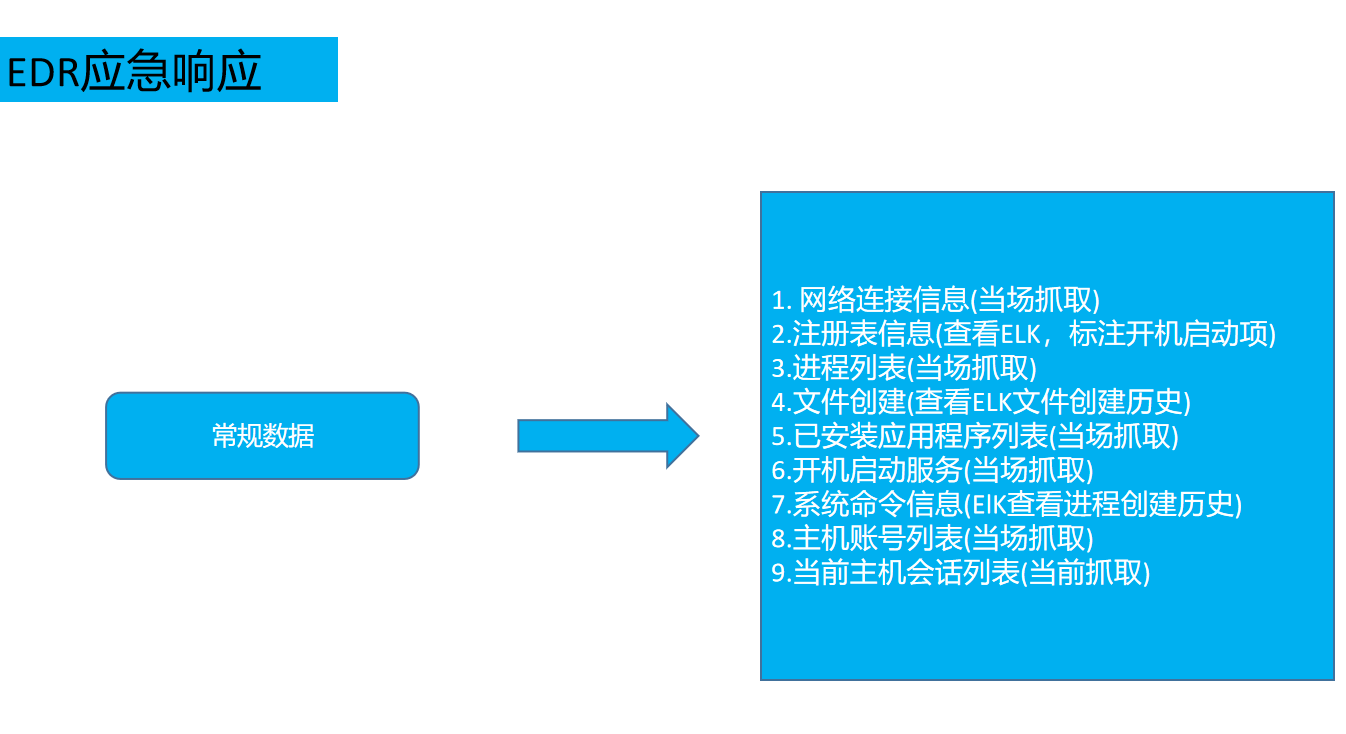 EDR应急响应
常规数据
1. 网络连接信息(当场抓取)
2.注册表信息(查看ELK，标注开机启动项)
3.进程列表(当场抓取)
4.文件创建(查看ELK文件创建历史)
5.已安装应用程序列表(当场抓取)
6.开机启动服务(当场抓取)
7.系统命令信息(ElK查看进程创建历史)
8.主机账号列表(当场抓取)
9.当前主机会话列表(当前抓取)